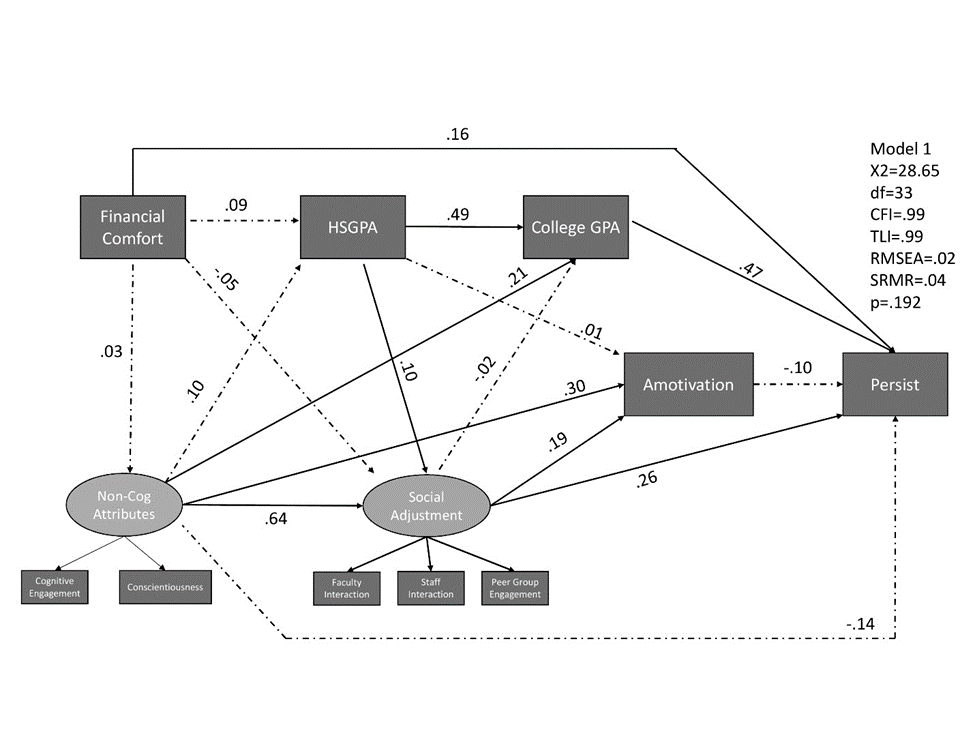 .16
Model 1
X2=28.65
df=33
CFI=.99
TLI=.99
RMSEA=.02
SRMR=.04
p=.192
Financial
Comfort
.09
HSGPA
.49
College GPA
-.05
.21
.47
.03
.10
.10
-.02
.01
.30
Amotivation
-.10
Persist
.19
.26
Non-Cog
Attributes
.64
Social
Adjustment
Cognitive
Engagement
Conscientiousness
Faculty
Interaction
Staff
Interaction
Peer Group
Engagement
-.14